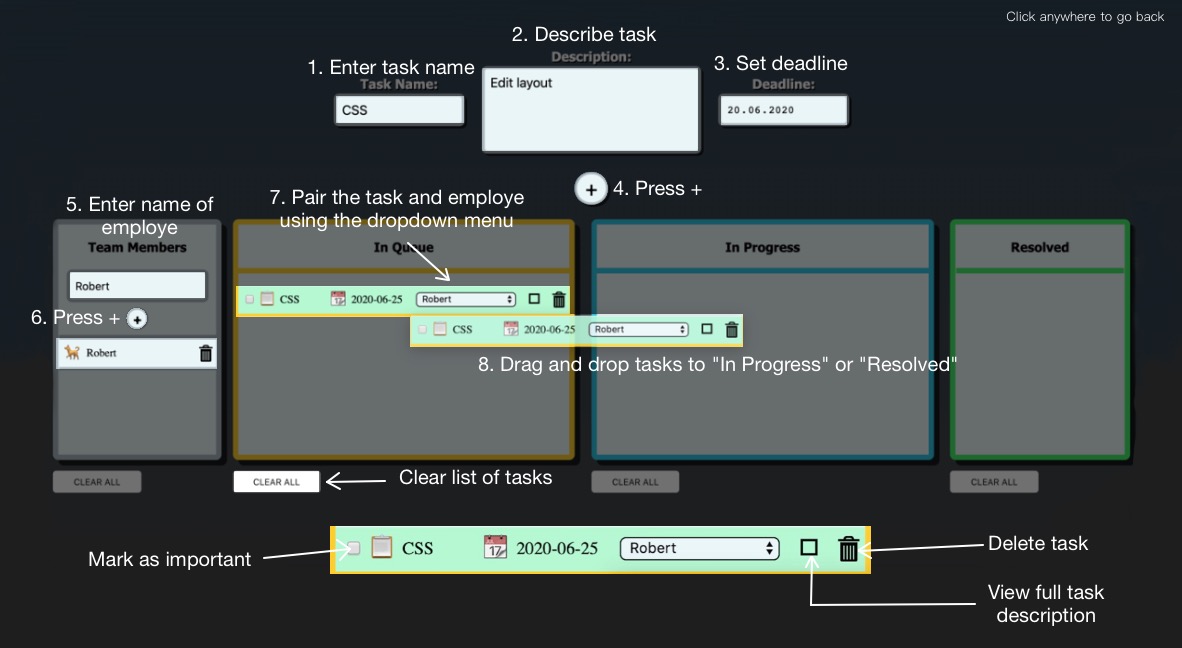 Click anywhere to go back
2. Describe task
Description:
1. Enter task name
3. Set deadline
Task Name:
Deadline:
Edit layout
CSS
20.06.2020
4. Press +
5. Enter name of
employe
7. Pair the task and employe
using the dropdown menu
Team Members
In Queue
In Progress
Resolved
Robert
CSS
2020-06-25
Robert
6. Press +
CSS
2020-06-25
Robert
Robert
8. Drag and drop tasks to "In Progress" or "Resolved"
CLEAR ALL
CLEAR ALL
Clear list of tasks
CLEAR ALL
CLEAR ALL
Mark as important
CSS
17
2020-06-25
Robert
Delete task
View full task
description